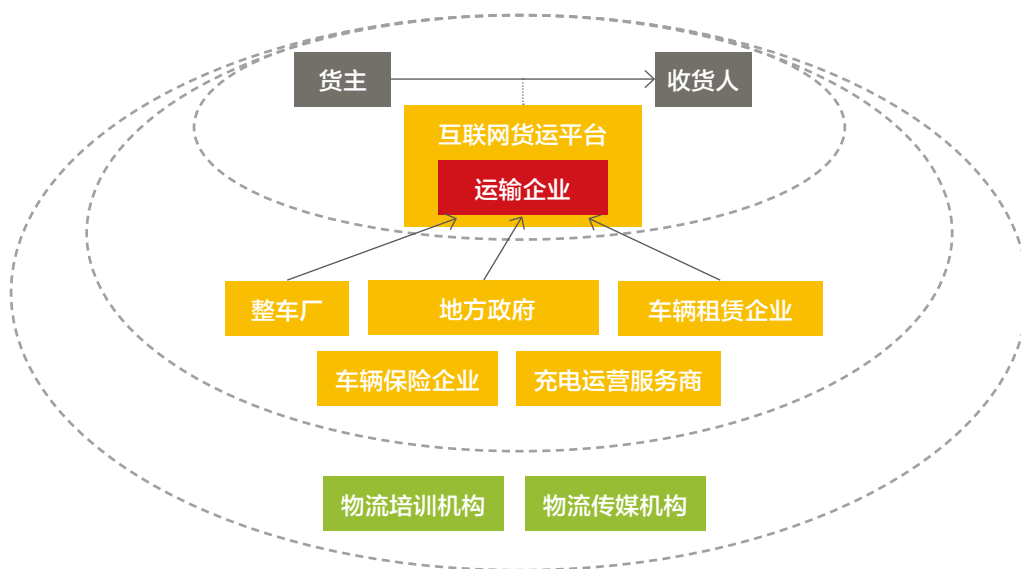 货主
收货人
互联网货运平台
运输企业
整车厂
地方政府
车辆租赁企业
车辆保险企业
充电运营服务商
物流培训机构
物流传媒机构